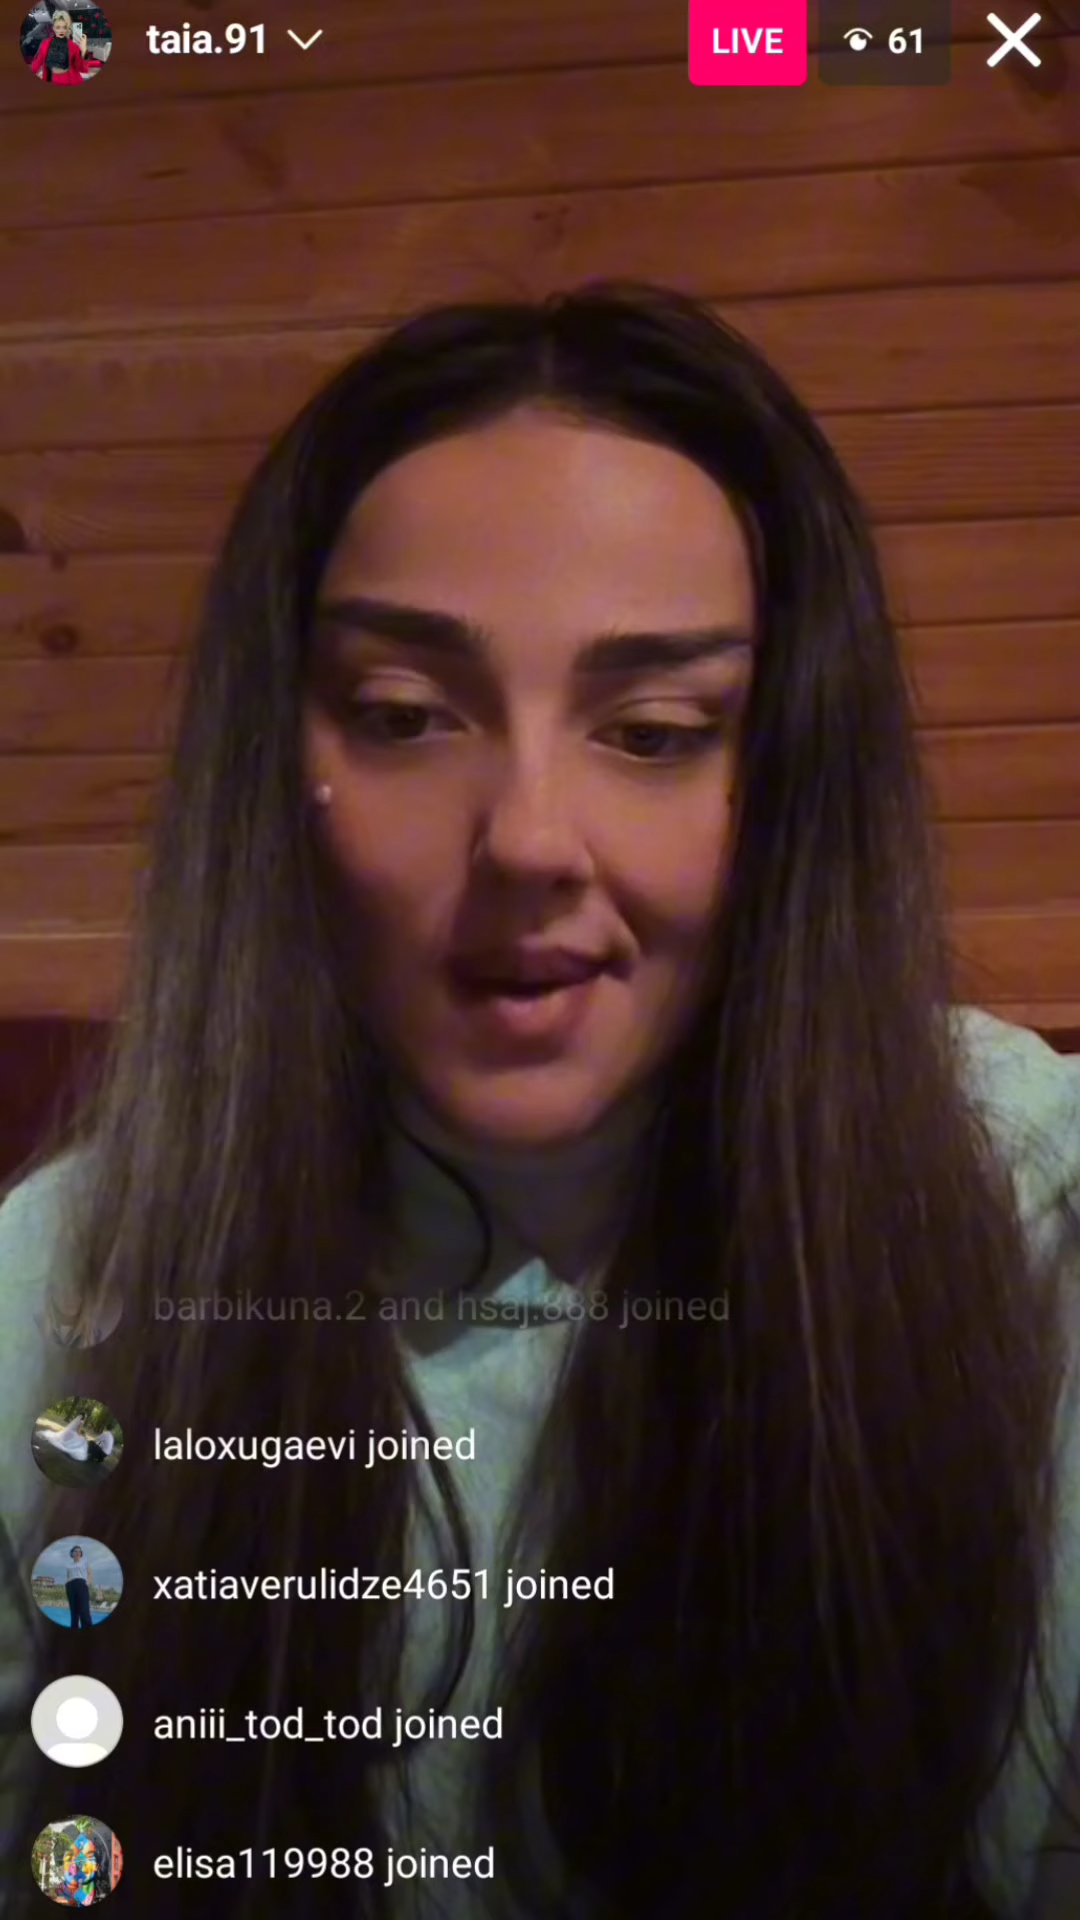 taia.91
LIVE
61
barbikuna.2 and hsaj.888 joined
laloxugaevi joined
xatiaverulidze4651 joined
aniii_tod_tod joined
elisa119988 joined